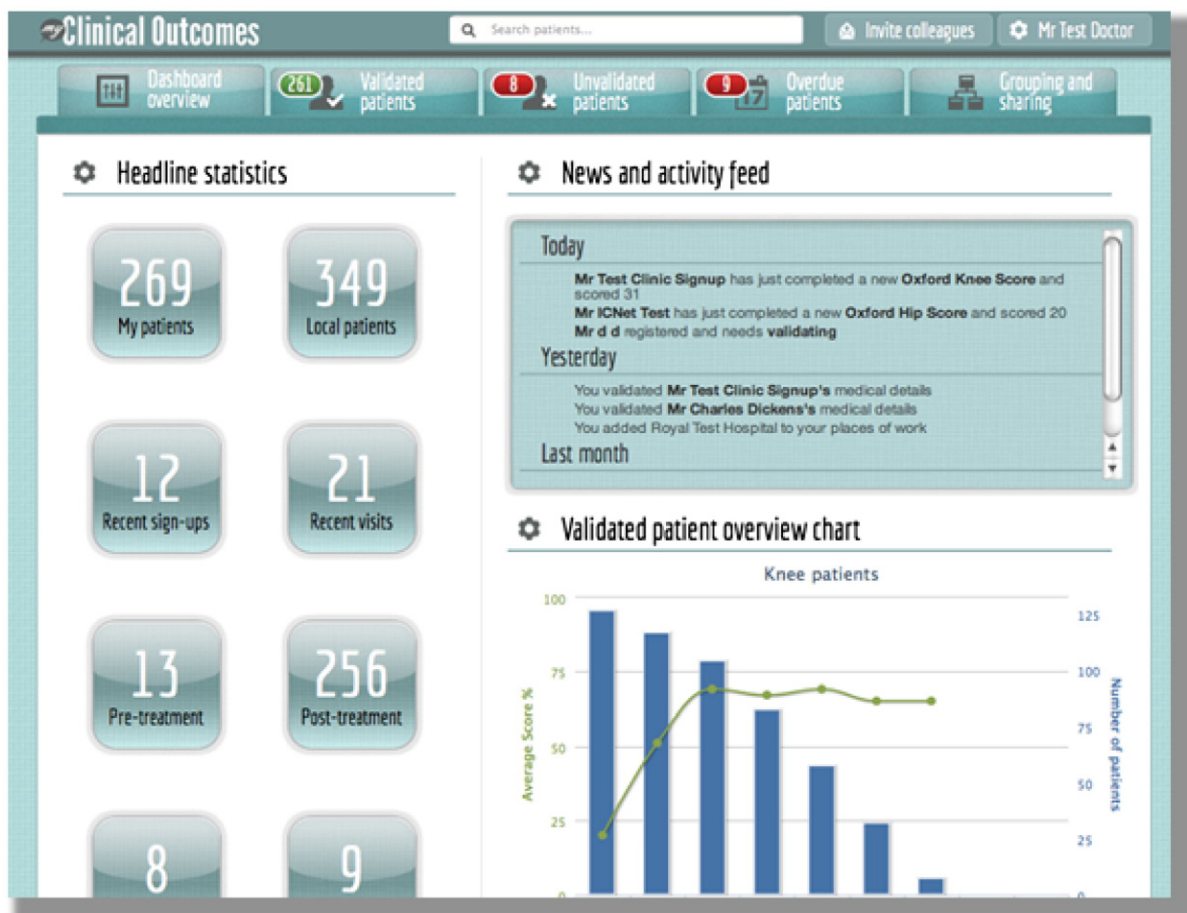 my Clinical Outcomes
Search patients...
Invite colleagues
Mr Test Doctor
Dashboard
overview
261
Validated
patients
8
Unvalidated
patients
9
17
Overdue
patients
Grouping and
sharing
Headline statistics
269
My patients
349
Local patients
12
Recent sign-ups
21
Recent visits
13
Pre-treatment
256
Post-treatment
8
9
News and activity feed
Today
Mr Test Clinic Signup has just completed a new Oxford Knee Score and
scored 31
Mr ICNet Test has just completed a new Oxford Hip Score and scored 20
Mr d d registered and needs validating
Yesterday
You validated Mr Test Clinic Signup's medical details
You validated Mr Charles Dickens's medical details
You added Royal Test Hospital to your places of work
Last month
Validated patient overview chart
Knee patients
Average Score %
100
75
50
25
0
125
100
75
50
25
0
Number of patients